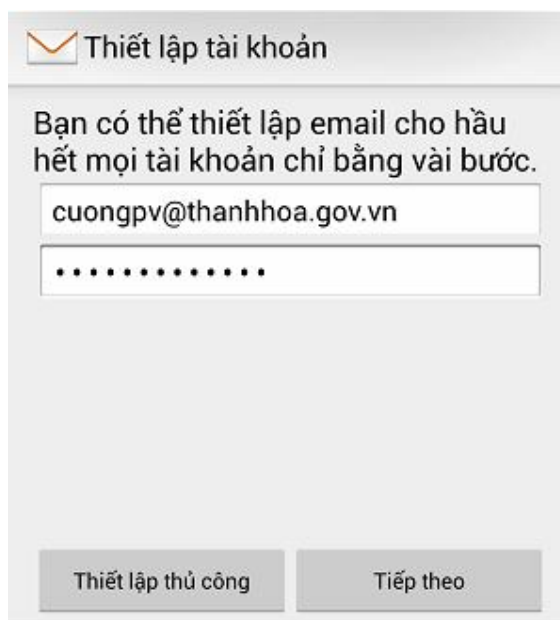 Thiết lập tài khoản
Bạn có thể thiết lập email cho hầu
hết mọi tài khoản chỉ bằng vài bước.
cuongpv@thanhhoa.gov.vn
•••••••••••••
Thiết lập thủ công
Tiếp theo